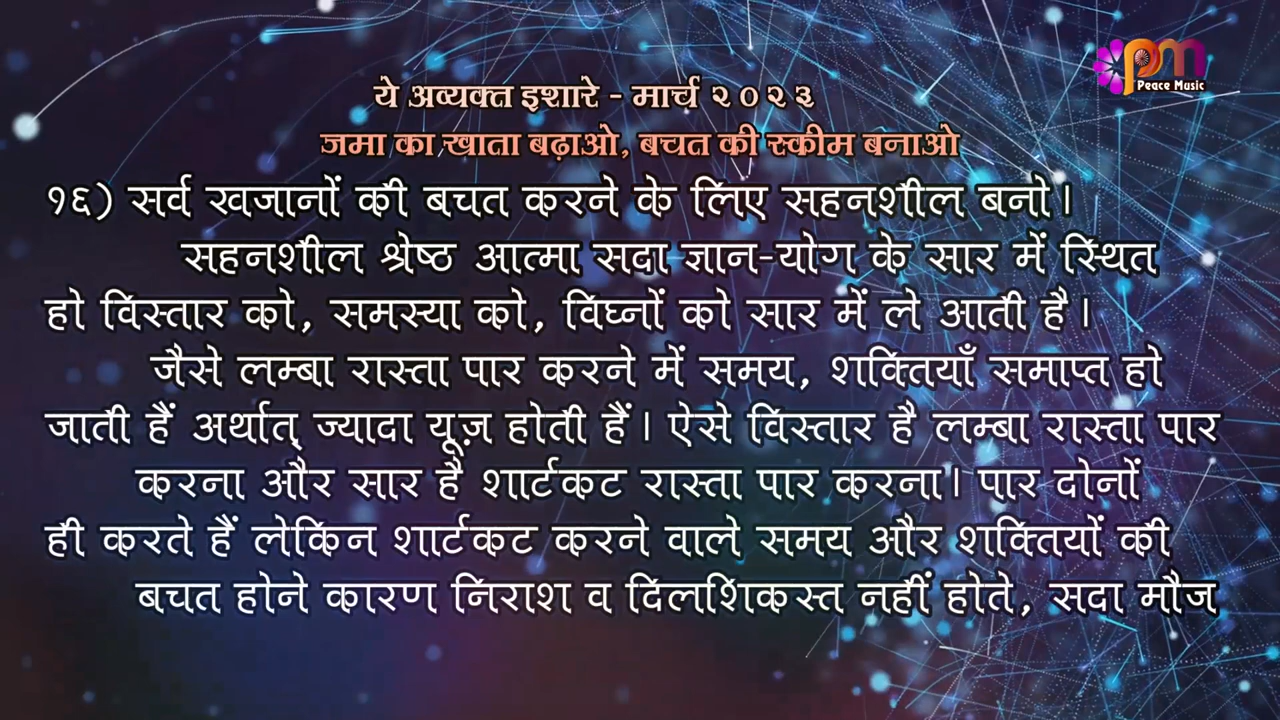 pm
Peace Music
ये अव्यक्त इशारे - मार्च २०२३
जमा का खाता बढ़ाओ, बचत की स्कीम बनाओ
१६) सर्व खजानों की बचत करने के लिए सहनशील बनो।
सहनशील श्रेष्ठ आत्मा सदा ज्ञान-योग के सार में स्थित
हो विस्तार को, समस्या को, विघ्नों को सार में ले आती है।
जैसे लम्बा रास्ता पार करने में समय, शक्तियाँ समाप्त हो
जाती हैं अर्थात् ज्यादा यूज़ होती हैं। ऐसे विस्तार है लम्बा रास्ता पार
करना और सार है शार्टकट रास्ता पार करना। पार दोनों
ही करते हैं लेकिन शार्टकट करने वाले समय और शक्तियों की
बचत होने कारण निराश व दिलशिकस्त नहीं होते, सदा मौज